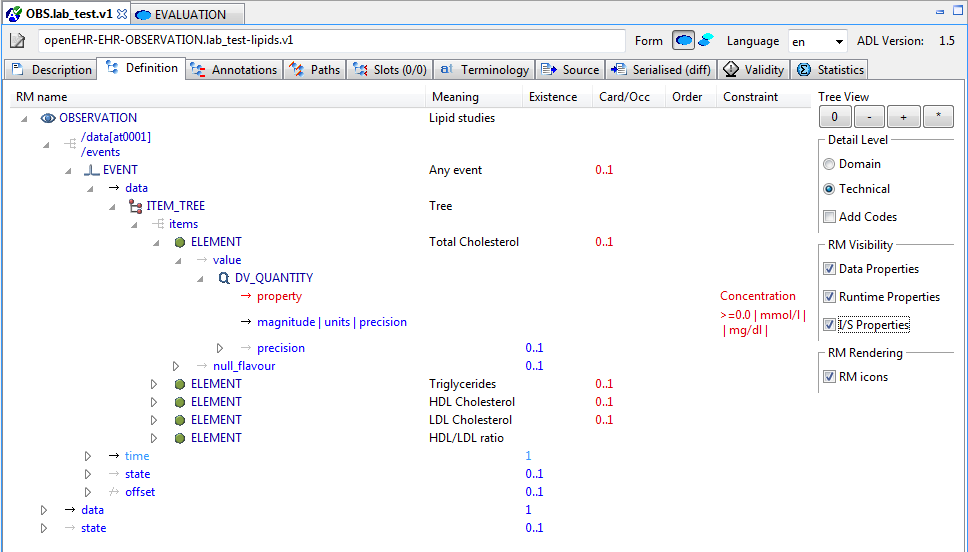 OBS.lab_test.v1 EVALUATION
openEHR-EHR-OBSERVATION.lab_test-lipids.v1 Form Language en ADL Version: 1.5
Description Definition Annotations Paths Slots (0/0) Terminology Source Serialised (diff) Validity Statistics
RM name Meaning Existence Card/Occ Order Constraint
OBSERVATION Lipid studies
/data[at0001]
/events
EVENT Any event 0..1
data
ITEM_TREE Tree
items
ELEMENT Total Cholesterol 0..1
value
DV_QUANTITY
property Concentration
magnitude | units | precision >=0.0 | mmol/l |
| mg/dl |
precision 0..1
null_flavour 0..1
ELEMENT Triglycerides 0..1
ELEMENT HDL Cholesterol 0..1
ELEMENT LDL Cholesterol 0..1
ELEMENT HDL/LDL ratio
time 1
state 0..1
offset 0..1
data 1
state 0..1
Tree View
0 - + *
Detail Level
Domain
Technical
Add Codes
RM Visibility
Data Properties
Runtime Properties
I/S Properties
RM Rendering
RM icons